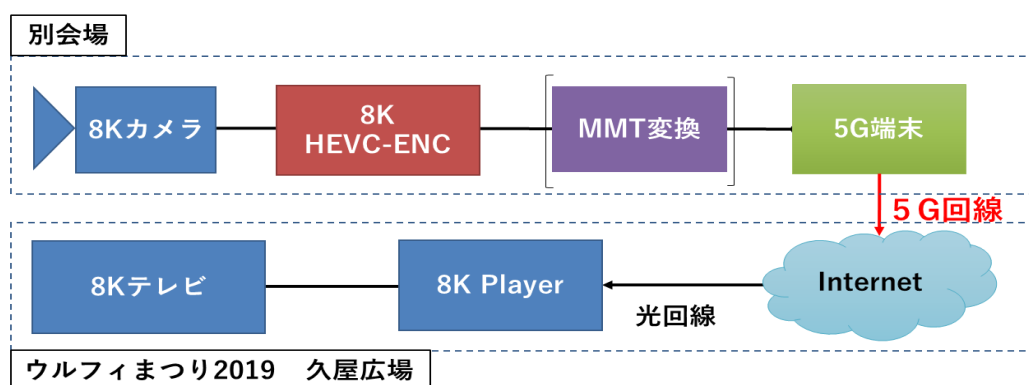 別会場
8Kカメラ
8K
HEVC-ENC
MMT変換
5G端末
５G回線
Internet
光回線
8K Player
8Kテレビ
ウルフィまつり2019　久屋広場